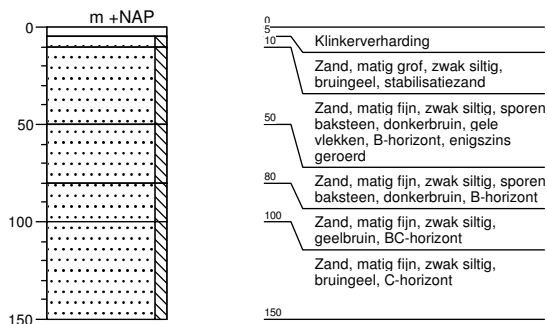 m +NAP
0
50
100
150
0
5
Klinkerverharding
10
Zand, matig grof, zwak siltig,
bruingeel, stabilisatiezand
Zand, matig fijn, zwak siltig, sporen
baksteen, donkerbruin, gele
vlekken, B-horizont, enigszins
geroerd
50
Zand, matig fijn, zwak siltig, sporen
baksteen, donkerbruin, B-horizont
80
Zand, matig fijn, zwak siltig,
geelbruin, BC-horizont
100
Zand, matig fijn, zwak siltig,
bruingeel, C-horizont
150